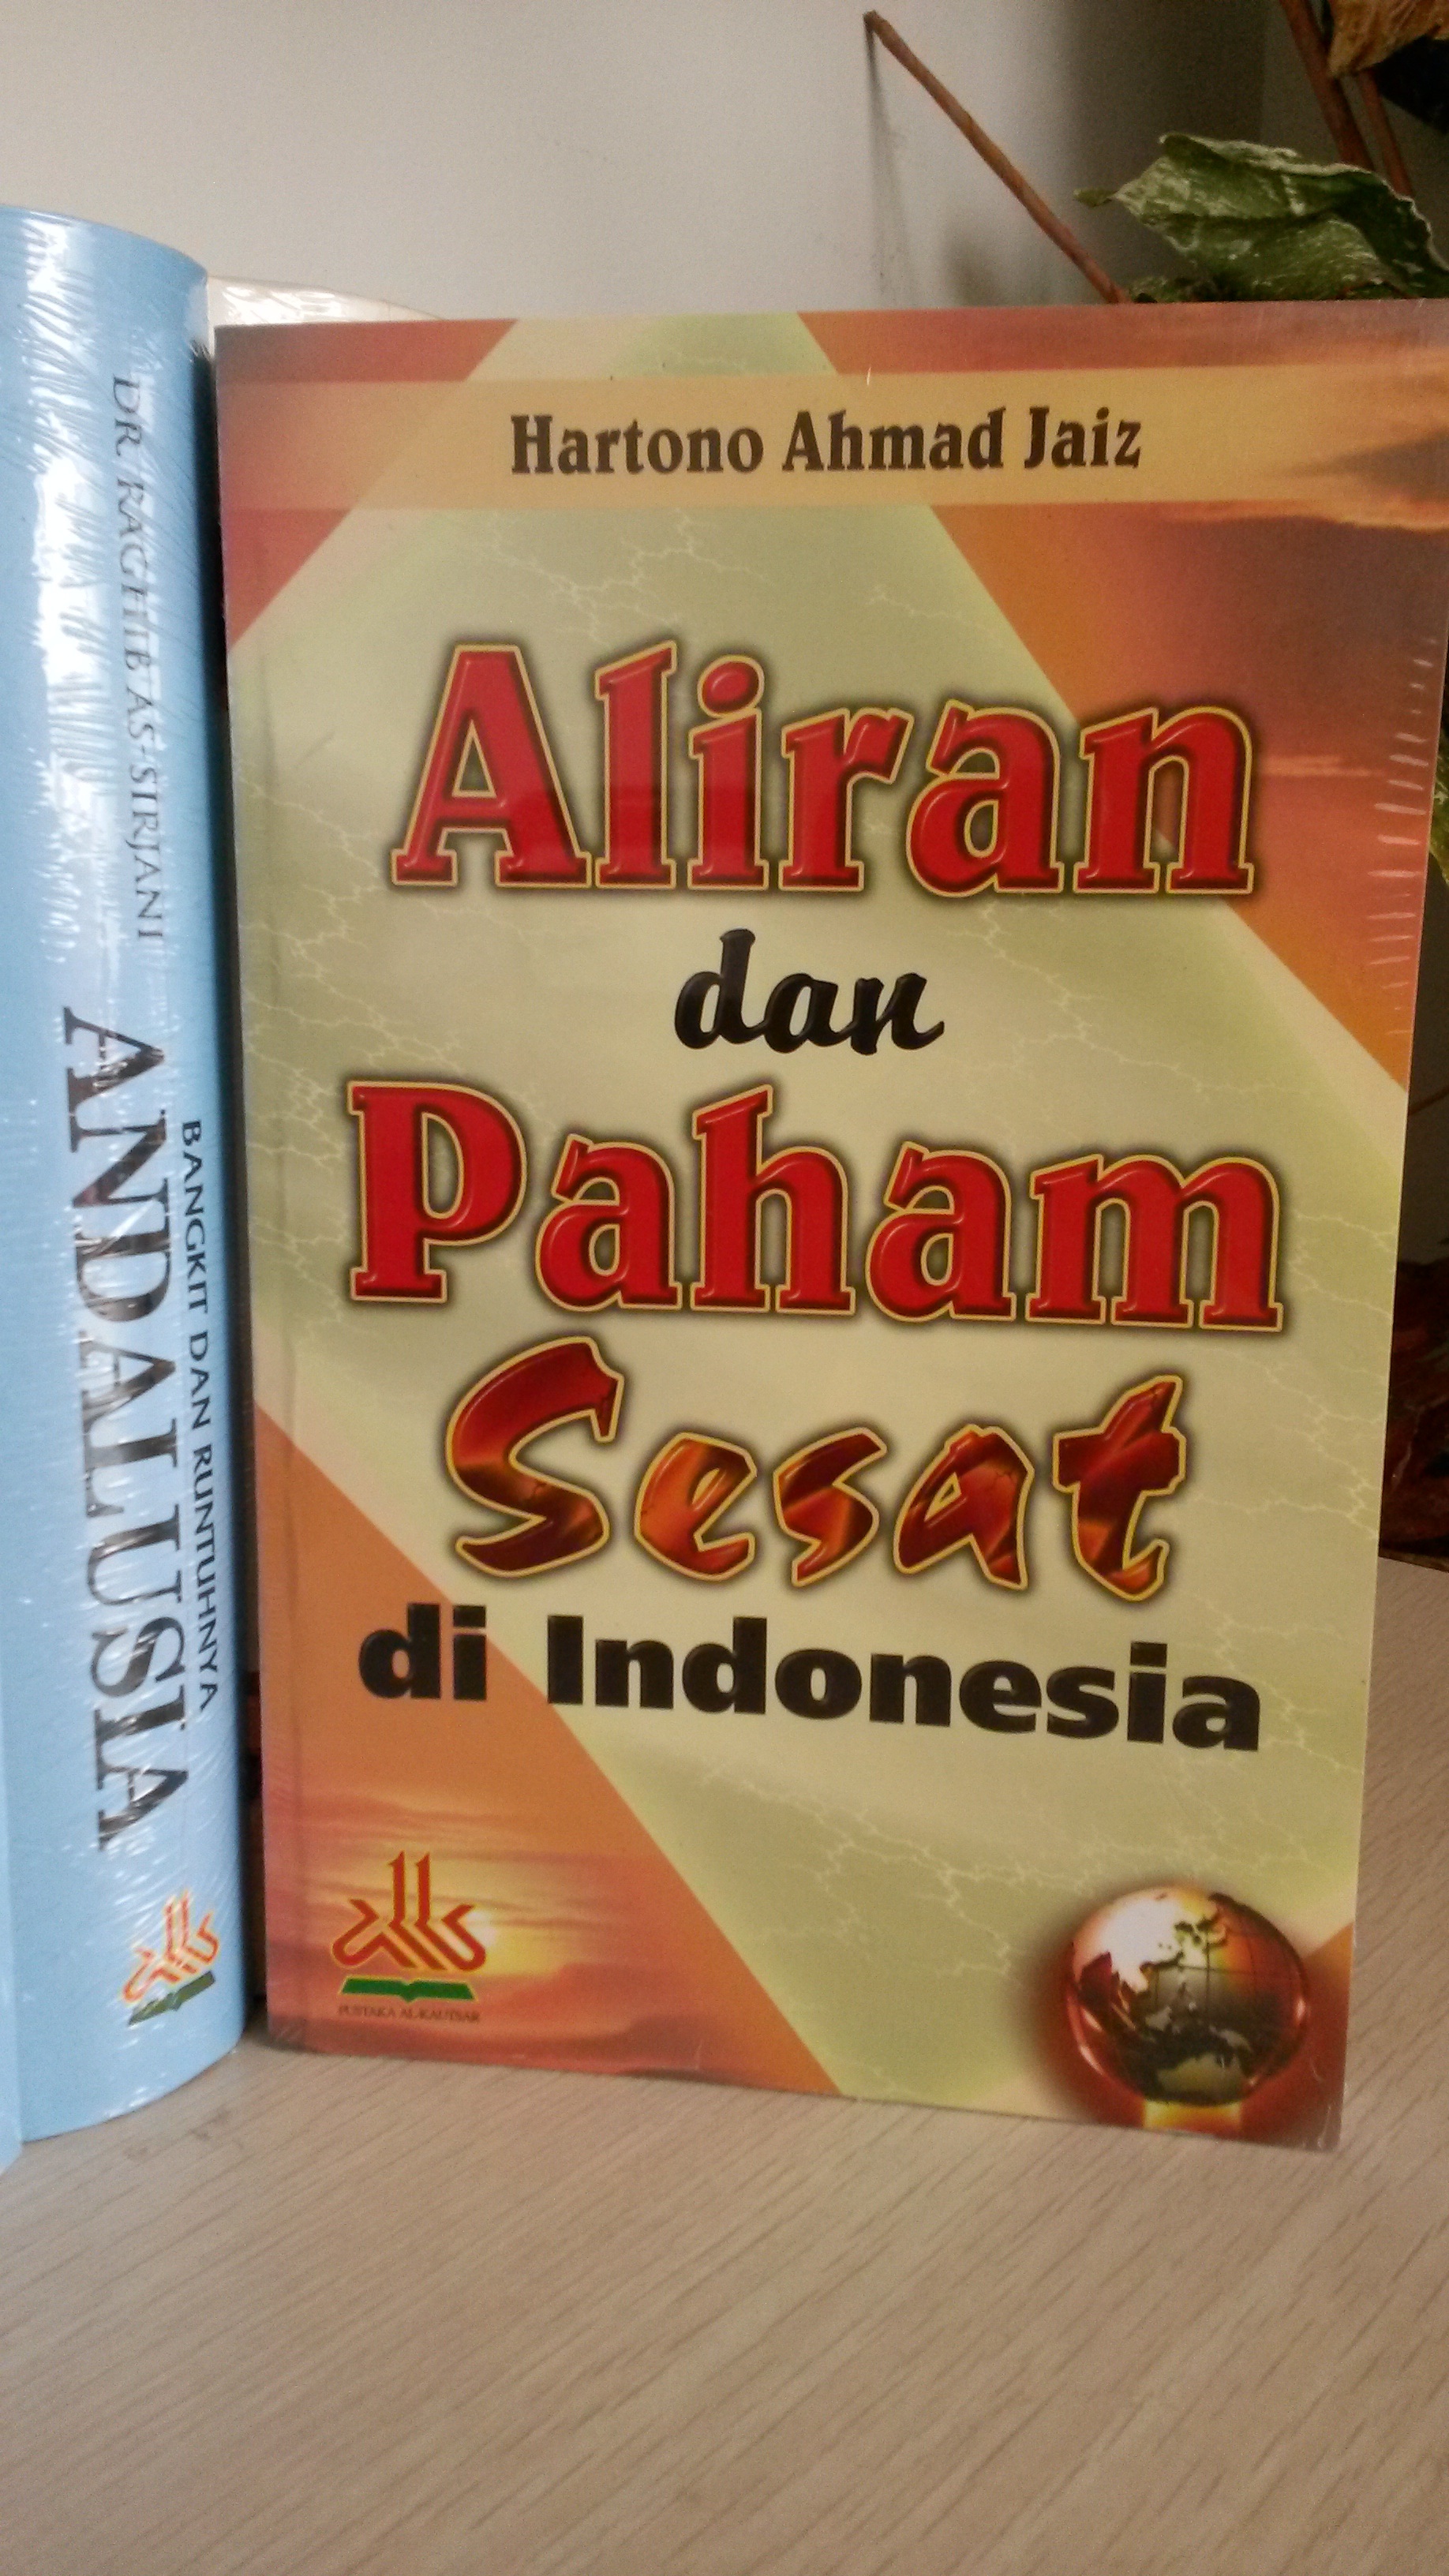 DR. RAGHIB AS-SIRJANI
BANGKIT DAN RUNTUHNYA
ANDALUSIA
Hartono Ahmad Jaiz
Aliran
dan
Paham
Sesat
di Indonesia
PUSTAKA AL-KAUTSAR